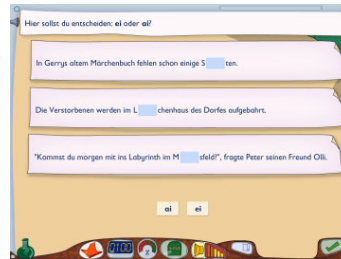 Hier sollst du entscheiden: ei oder ai?
In Gerrys altem Märchenbuch fehlen schon einige S ten.
Die Verstorbenen werden im L chenhaus des Dorfes aufgebahrt.
"Kommst du morgen mit ins Labyrinth im M sfeld?", fragte Peter seinen Freund Olli.
ai ei
0100